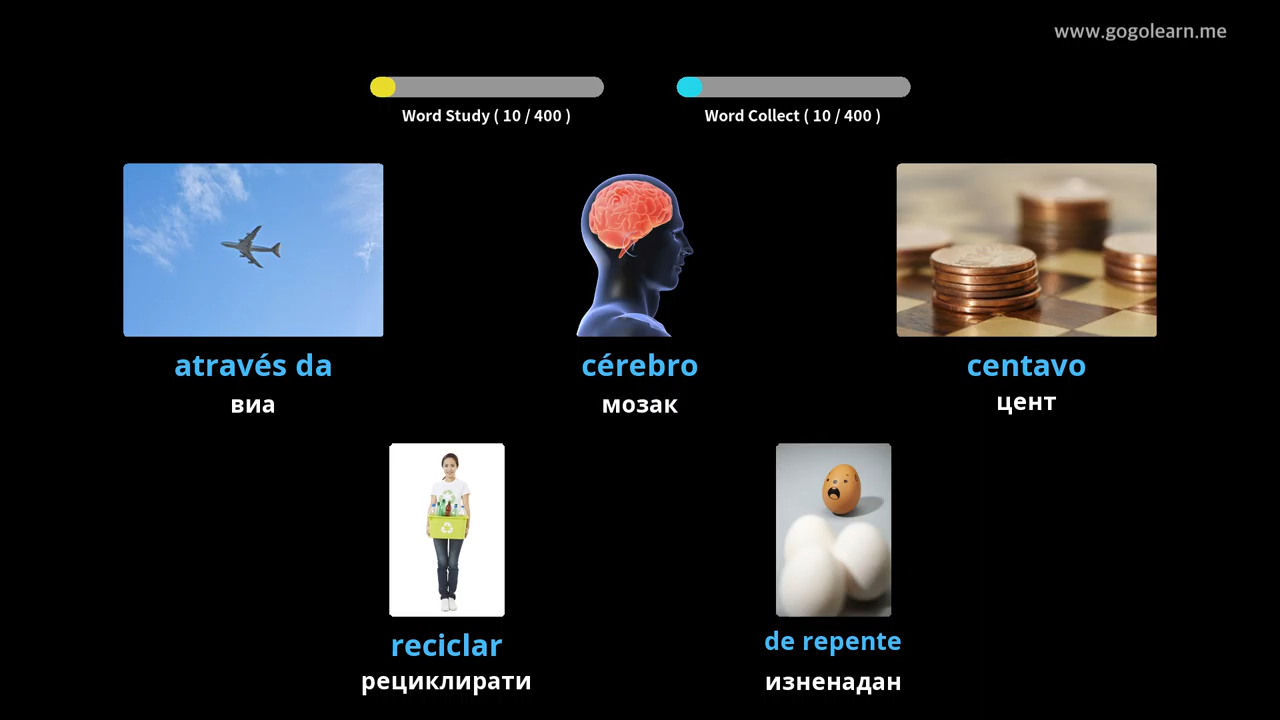 www.gogolearn.me
Word Study ( 10 / 400 )
Word Collect ( 10 / 400 )
através da
виа
cérebro
мозак
centavo
цент
reciclar
рециклирати
de repente
изненадан